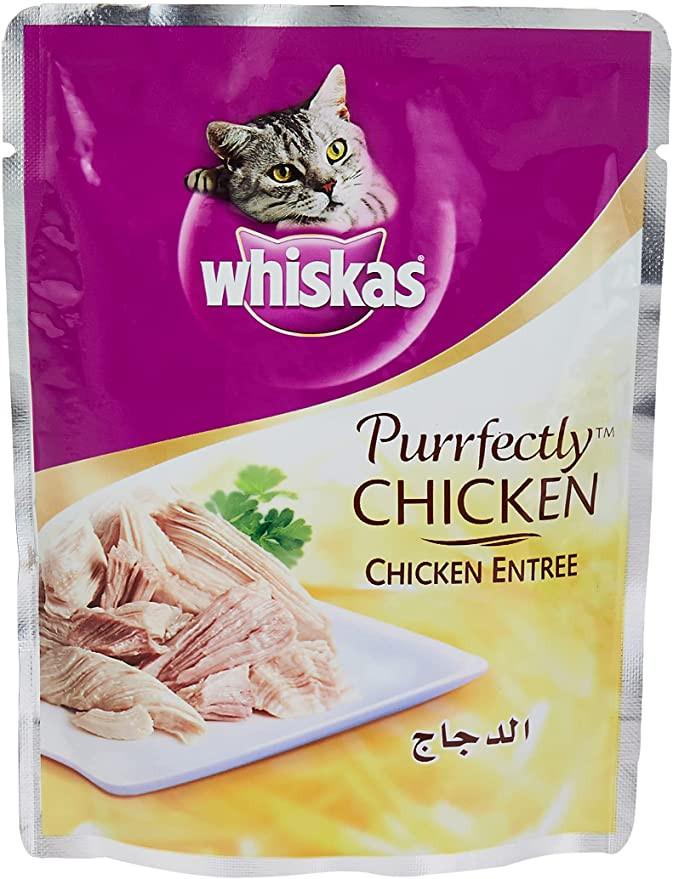 whiskas®
Purrfectly™
CHICKEN
CHICKEN ENTREE
الدجاج